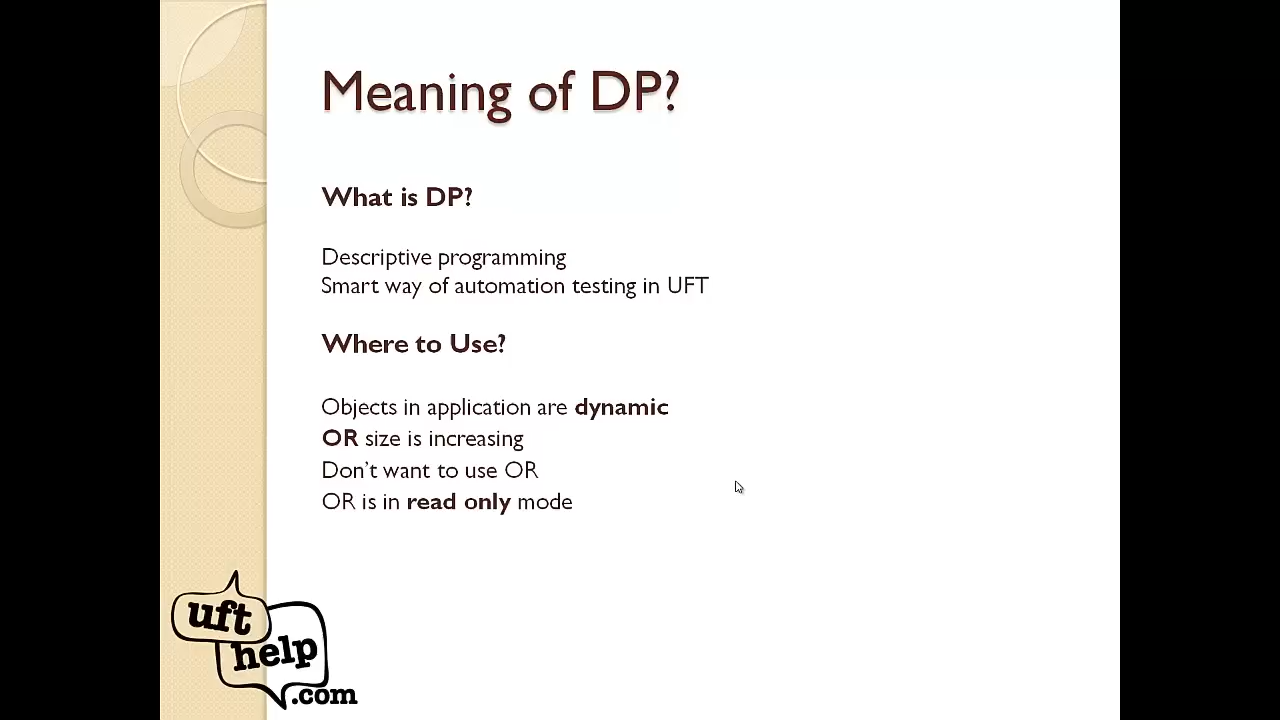 Meaning of DP?
What is DP?
Descriptive programming
Smart way of automation testing in UFT
Where to Use?
Objects in application are dynamic
OR size is increasing
Don't want to use OR
OR is in read only mode
uft
help
.com